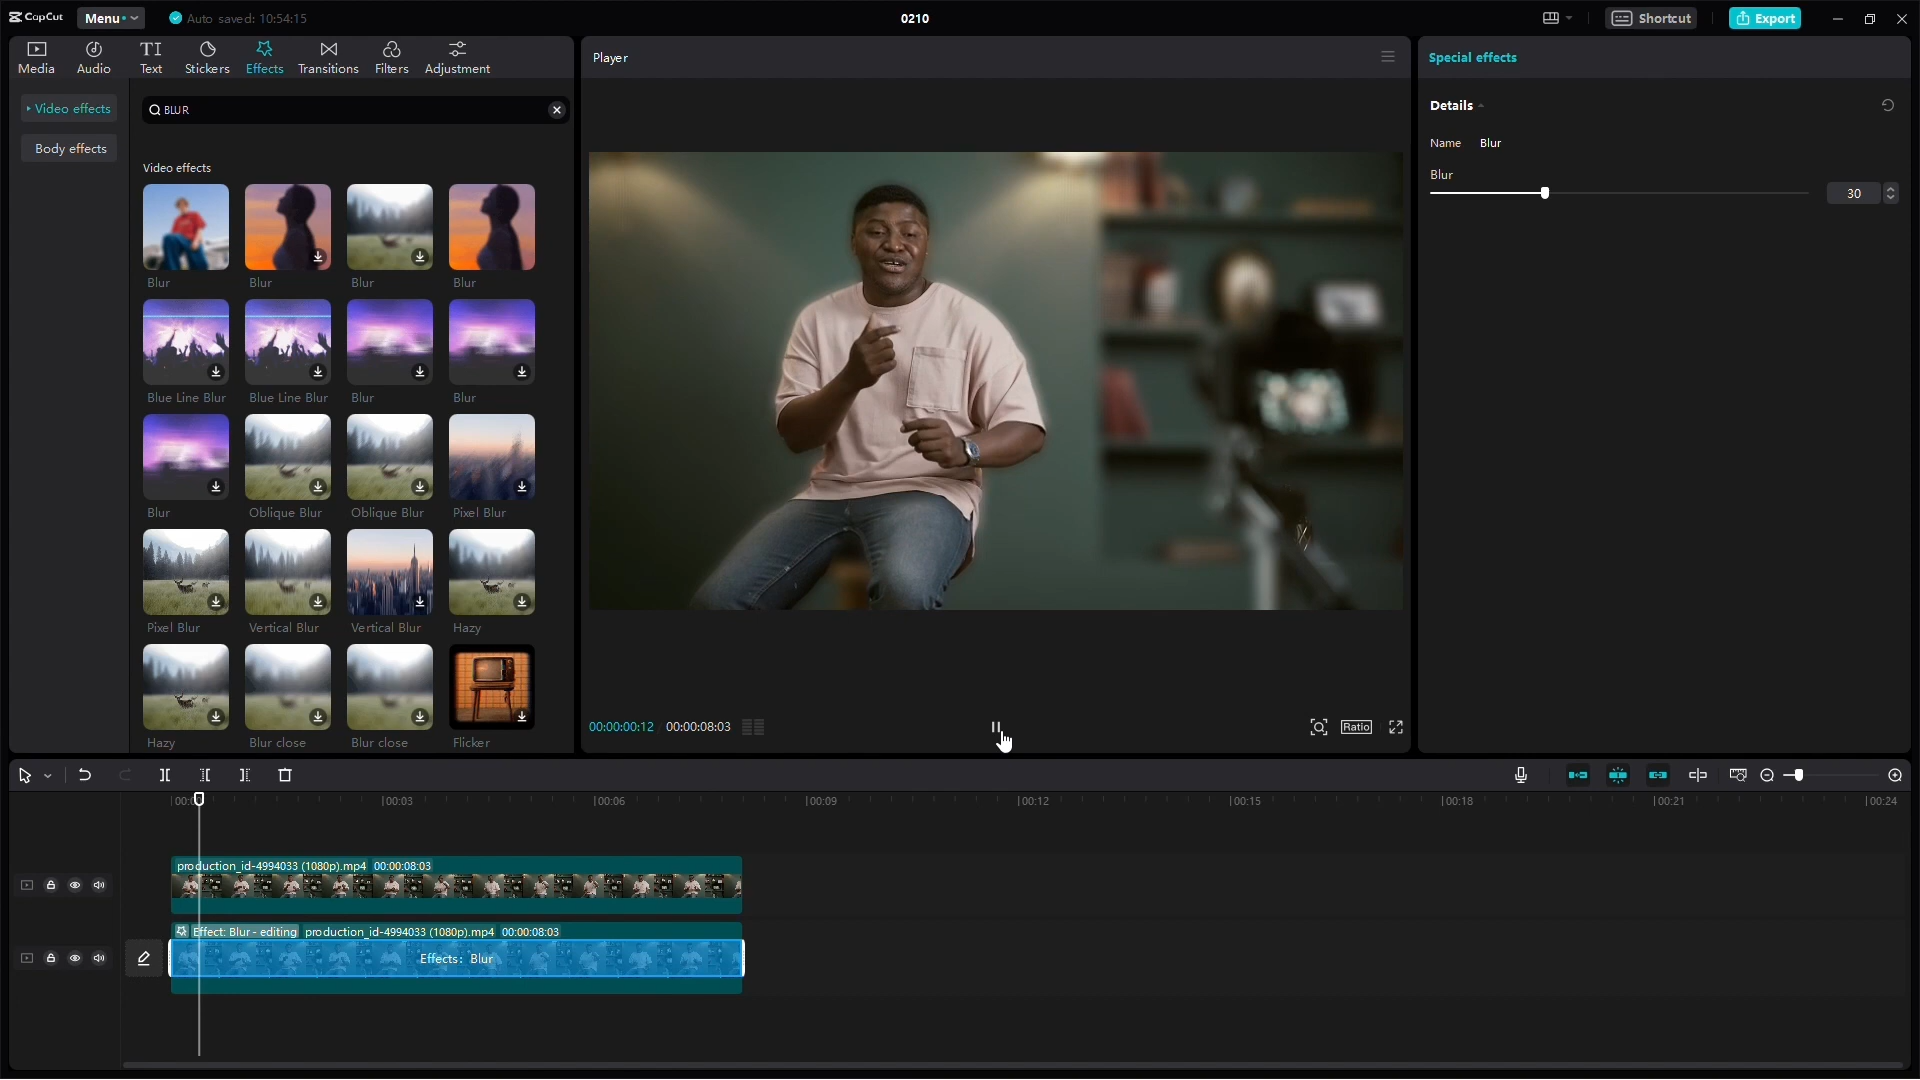 CapCut
Menu
Auto saved: 10:54:15
0210
Shortcut
Export
Media
Audio
Text
Stickers
Effects
Transitions
Filters
Adjustment
Video effects
Body effects
BLUR
Video effects
Blur
Blur
Blur
Blur
Blue Line Blur
Blue Line Blur
Blur
Blur
Blur
Oblique Blur
Oblique Blur
Pixel Blur
Pixel Blur
Vertical Blur
Vertical Blur
Hazy
Hazy
Blur close
Blur close
Flicker
Player
00:00:00:12
00:00:08:03
Ratio
Special effects
Details
Name Blur
Blur
30
00:03
00:06
00:09
00:12
00:15
00:18
00:21
00:24
production_id-4994033 (1080p).mp4 00:00:08:03
Effect: Blur - editing production_id-4994033 (1080p).mp4 00:00:08:03
Effects: Blur